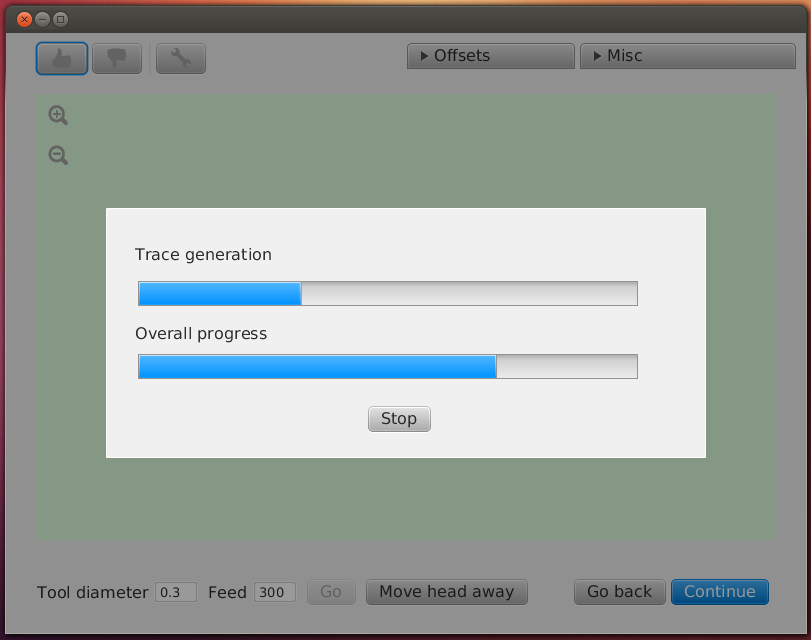 Offsets Misc
Trace generation
Overall progress
Stop
Tool diameter 0.3 Feed 300 Go Move head away Go back Continue